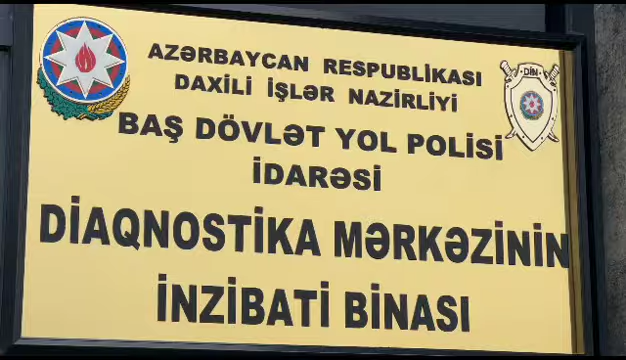 AZƏRBAYCAN RESPUBLİKASI
DAXİLİ İŞLƏR NAZİRLİYİ
DİN
BAŞ DÖVLƏT YOL POLİSİ
İDARƏSİ
DİAQNOSTİKA MƏRKƏZİNİN
İNZİBATİ BİNASI